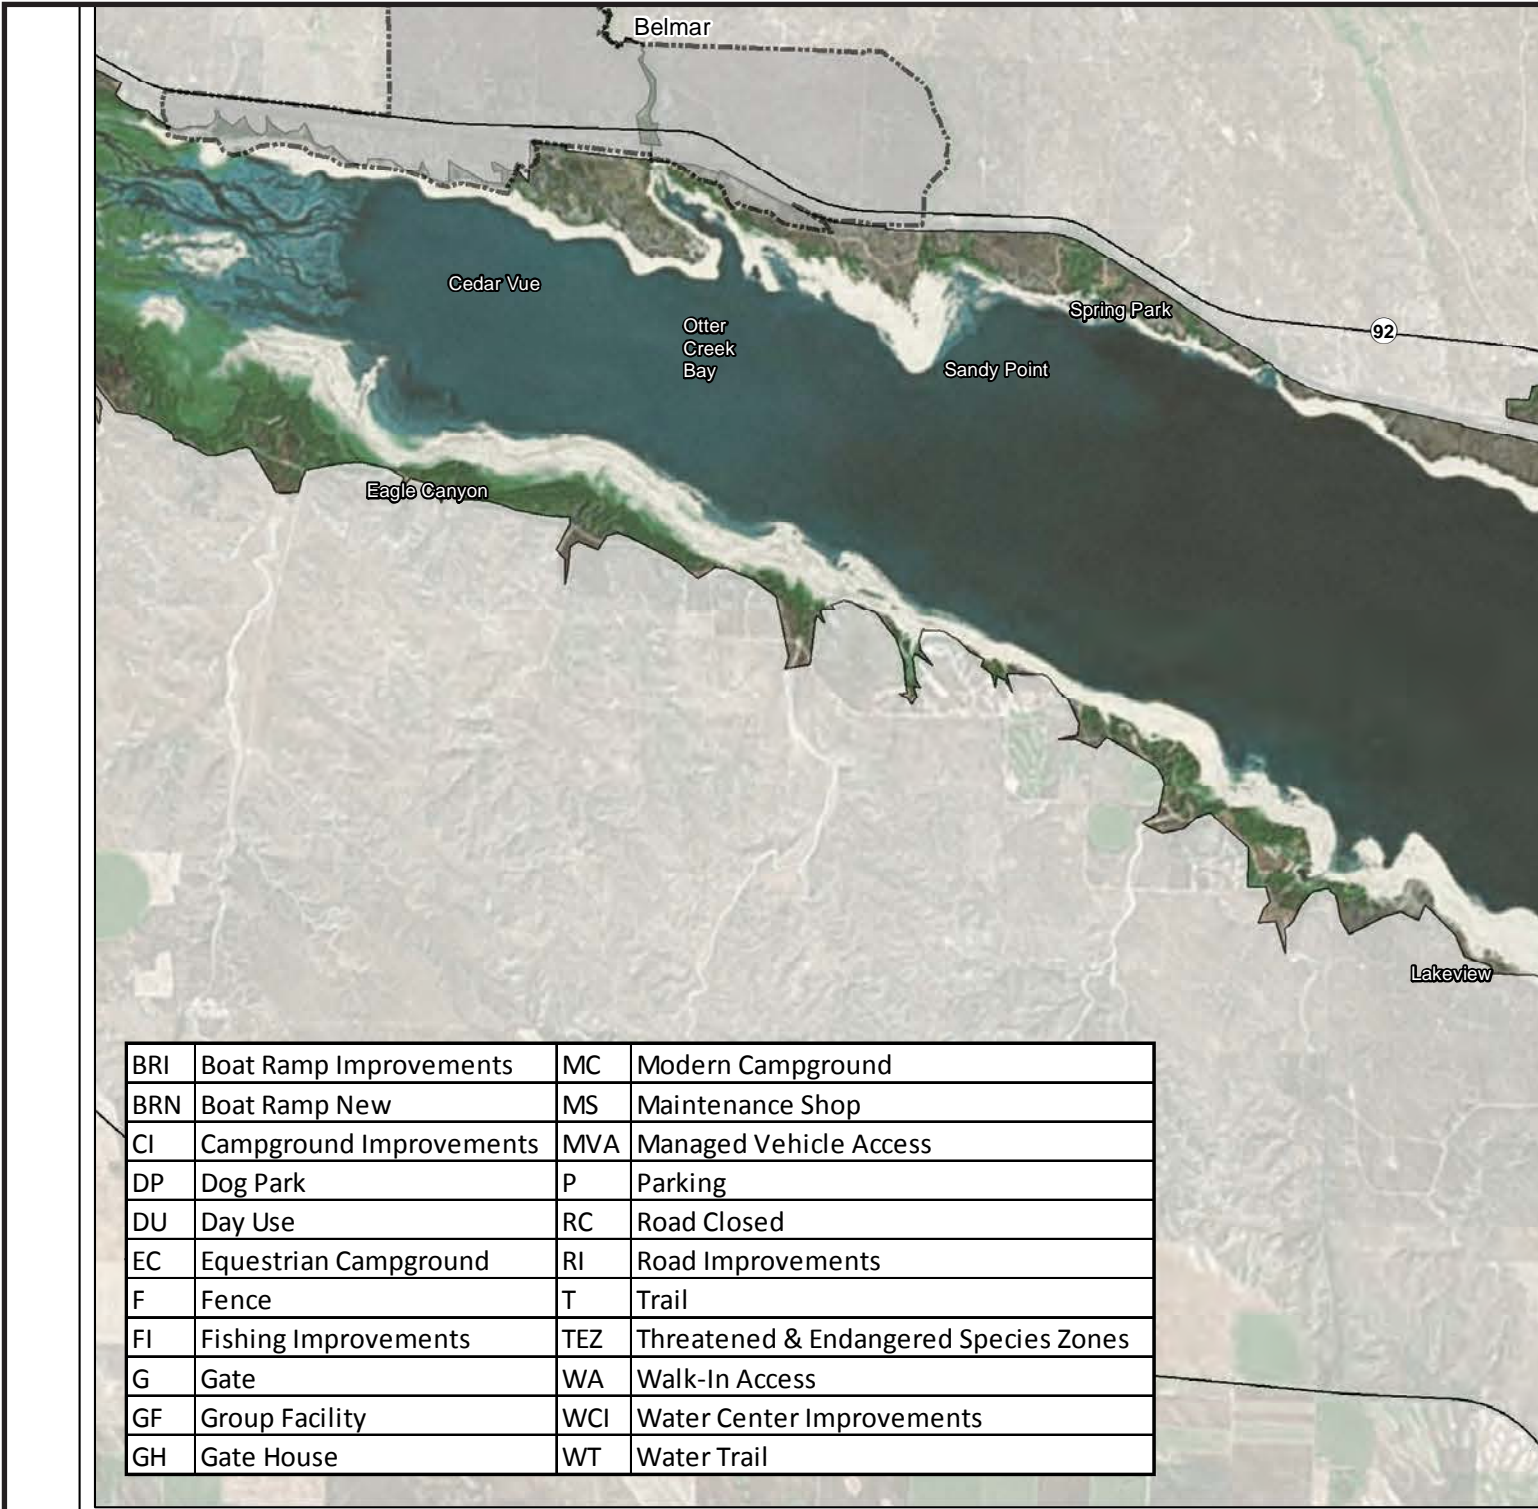 Belmar
Cedar Vue
Otter
Creek
Bay
Spring Park
92
Sandy Point
Eagle Canyon
Lakeview
BRI Boat Ramp Improvements MC Modern Campground
BRN Boat Ramp New MS Maintenance Shop
CI Campground Improvements MVA Managed Vehicle Access
DP Dog Park P Parking
DU Day Use RC Road Closed
EC Equestrian Campground RI Road Improvements
F Fence T Trail
FI Fishing Improvements TEZ Threatened & Endangered Species Zones
G Gate WA Walk-In Access
GF Group Facility WCI Water Center Improvements
GH Gate House WT Water Trail